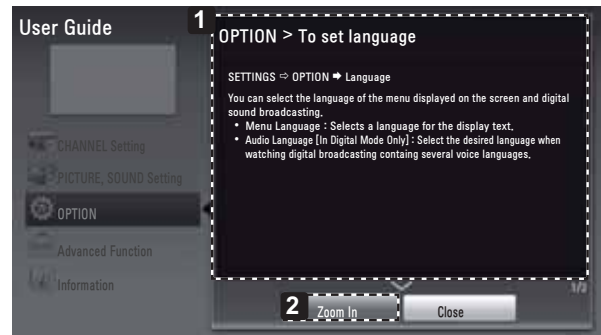 User Guide
1
OPTION > To set language
SETTINGS ⇨ OPTION ➡ Language
You can select the language of the menu displayed on the screen and digital
sound broadcasting.
• Menu Language : Selects a language for the display text.
• Audio Language [In Digital Mode Only] : Select the desired language when
watching digital broadcasting containg several voice languages.
CHANNEL Setting
PICTURE, SOUND Setting
OPTION
Advanced Function
Information
1/3
2
Zoom In
Close